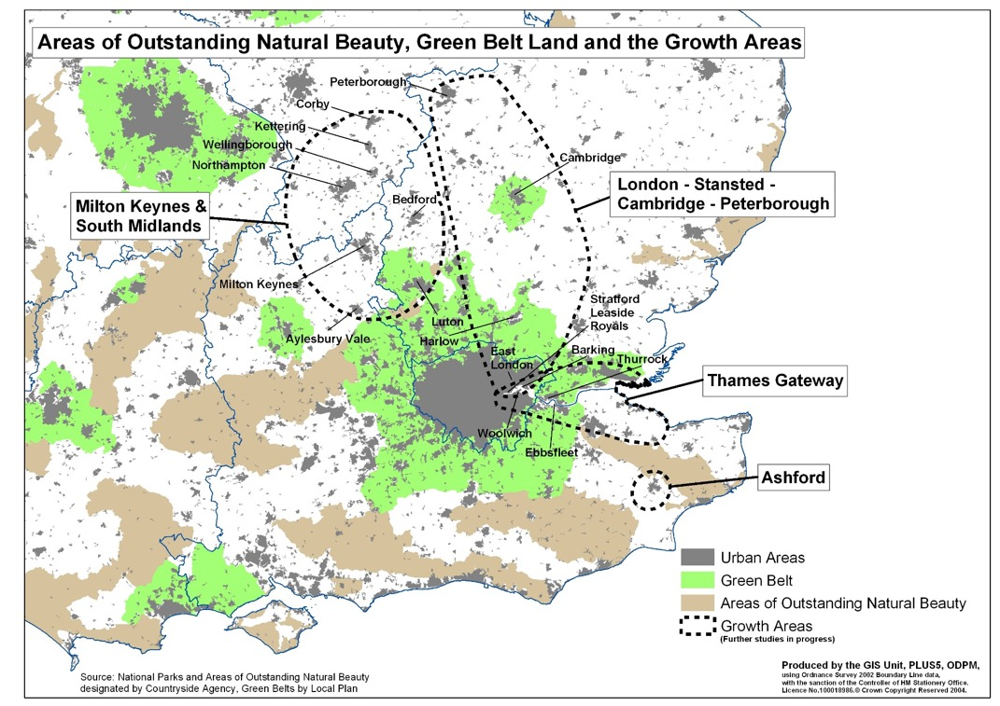 Areas of Outstanding Natural Beauty, Green Belt Land and the Growth Areas
Peterborough
Corby
Kettering
Wellingborough
Northampton
Cambridge
London - Stansted -
Cambridge - Peterborough
Milton Keynes &
South Midlands
Bedford
Milton Keynes
Stratford
Leaside
Royals
Luton
Aylesbury Vale
Harlow
East
London
Barking
Thurrock
Thames Gateway
Woolwich
Ebbsfleet
Ashford
Urban Areas
Green Belt
Areas of Outstanding Natural Beauty
Growth Areas
(Further studies in progress)
Source: National Parks and Areas of Outstanding Natural Beauty
designated by Countryside Agency, Green Belts by Local Plan
Produced by the GIS Unit, PLUS5, ODPM,
using Ordnance Survey 2002 Boundary Line data,
with the sanction of the Controller of HM Stationery Office.
Licence No.100018986.© Crown Copyright Reserved 2004.